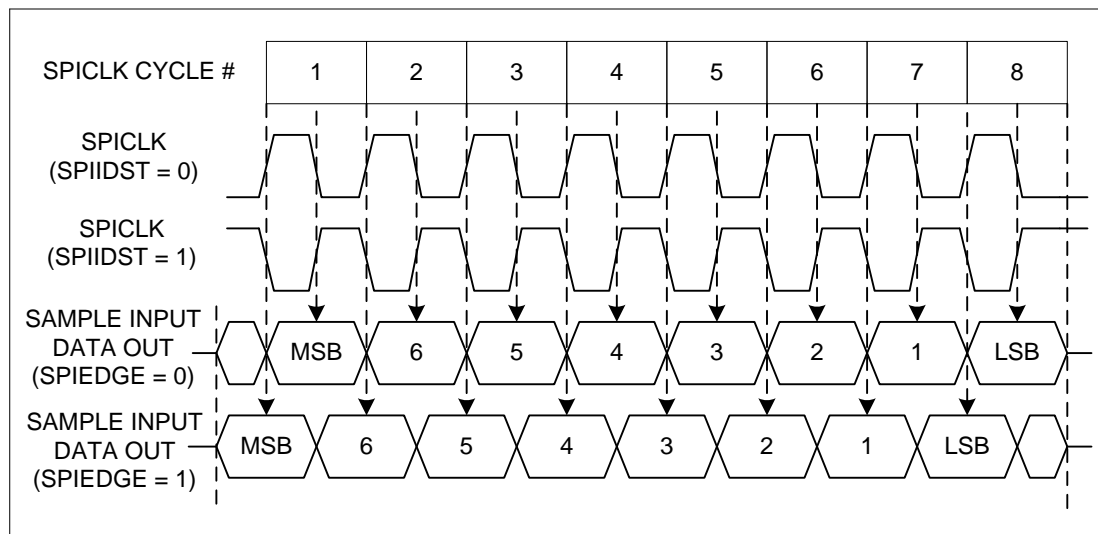 SPICLK CYCLE # 1 2 3 4 5 6 7 8
SPICLK
(SPIIDST = 0)
SPICLK
(SPIIDST = 1)
SAMPLE INPUT
DATA OUT
(SPIEDGE = 0)
MSB 6 5 4 3 2 1 LSB
SAMPLE INPUT
DATA OUT
(SPIEDGE = 1)
MSB 6 5 4 3 2 1 LSB